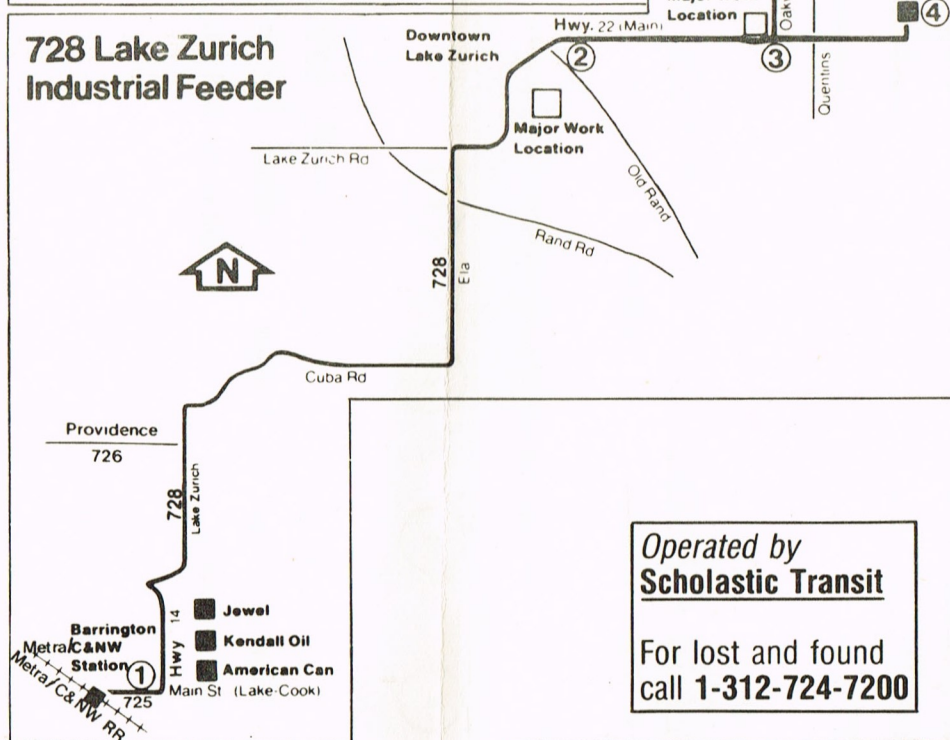 728 Lake Zurich
Industrial Feeder
Downtown
Lake Zurich
Hwy. 22 (Main)
Location
Oak
4
2
3
Quentins
Major Work
Location
Lake Zurich Rd
Old Rand
Rand Rd
N
728
Ela
Cuba Rd
Providence
726
728
Lake Zurich
Hwy 14
Jewel
Kendall Oil
American Can
Barrington
Metra/C&NW
Station
1
Metra/C&NW RR
725
Main St (Lake-Cook)
Operated by
Scholastic Transit
For lost and found
call 1-312-724-7200